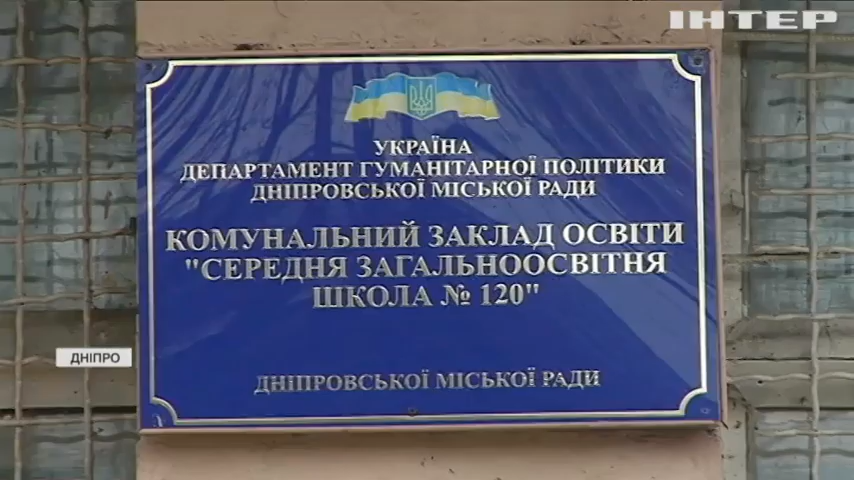 ІНТЕР
УКРАЇНА
ДЕПАРТАМЕНТ ГУМАНІТАРНОЇ ПОЛІТИКИ
ДНІПРОВСЬКОЇ МІСЬКОЇ РАДИ
КОМУНАЛЬНИЙ ЗАКЛАД ОСВІТИ
"СЕРЕДНЯ ЗАГАЛЬНООСВІТНЯ
ШКОЛА № 120"
ДНІПРО
ДНІПРОВСЬКОЇ МІСЬКОЇ РАДИ